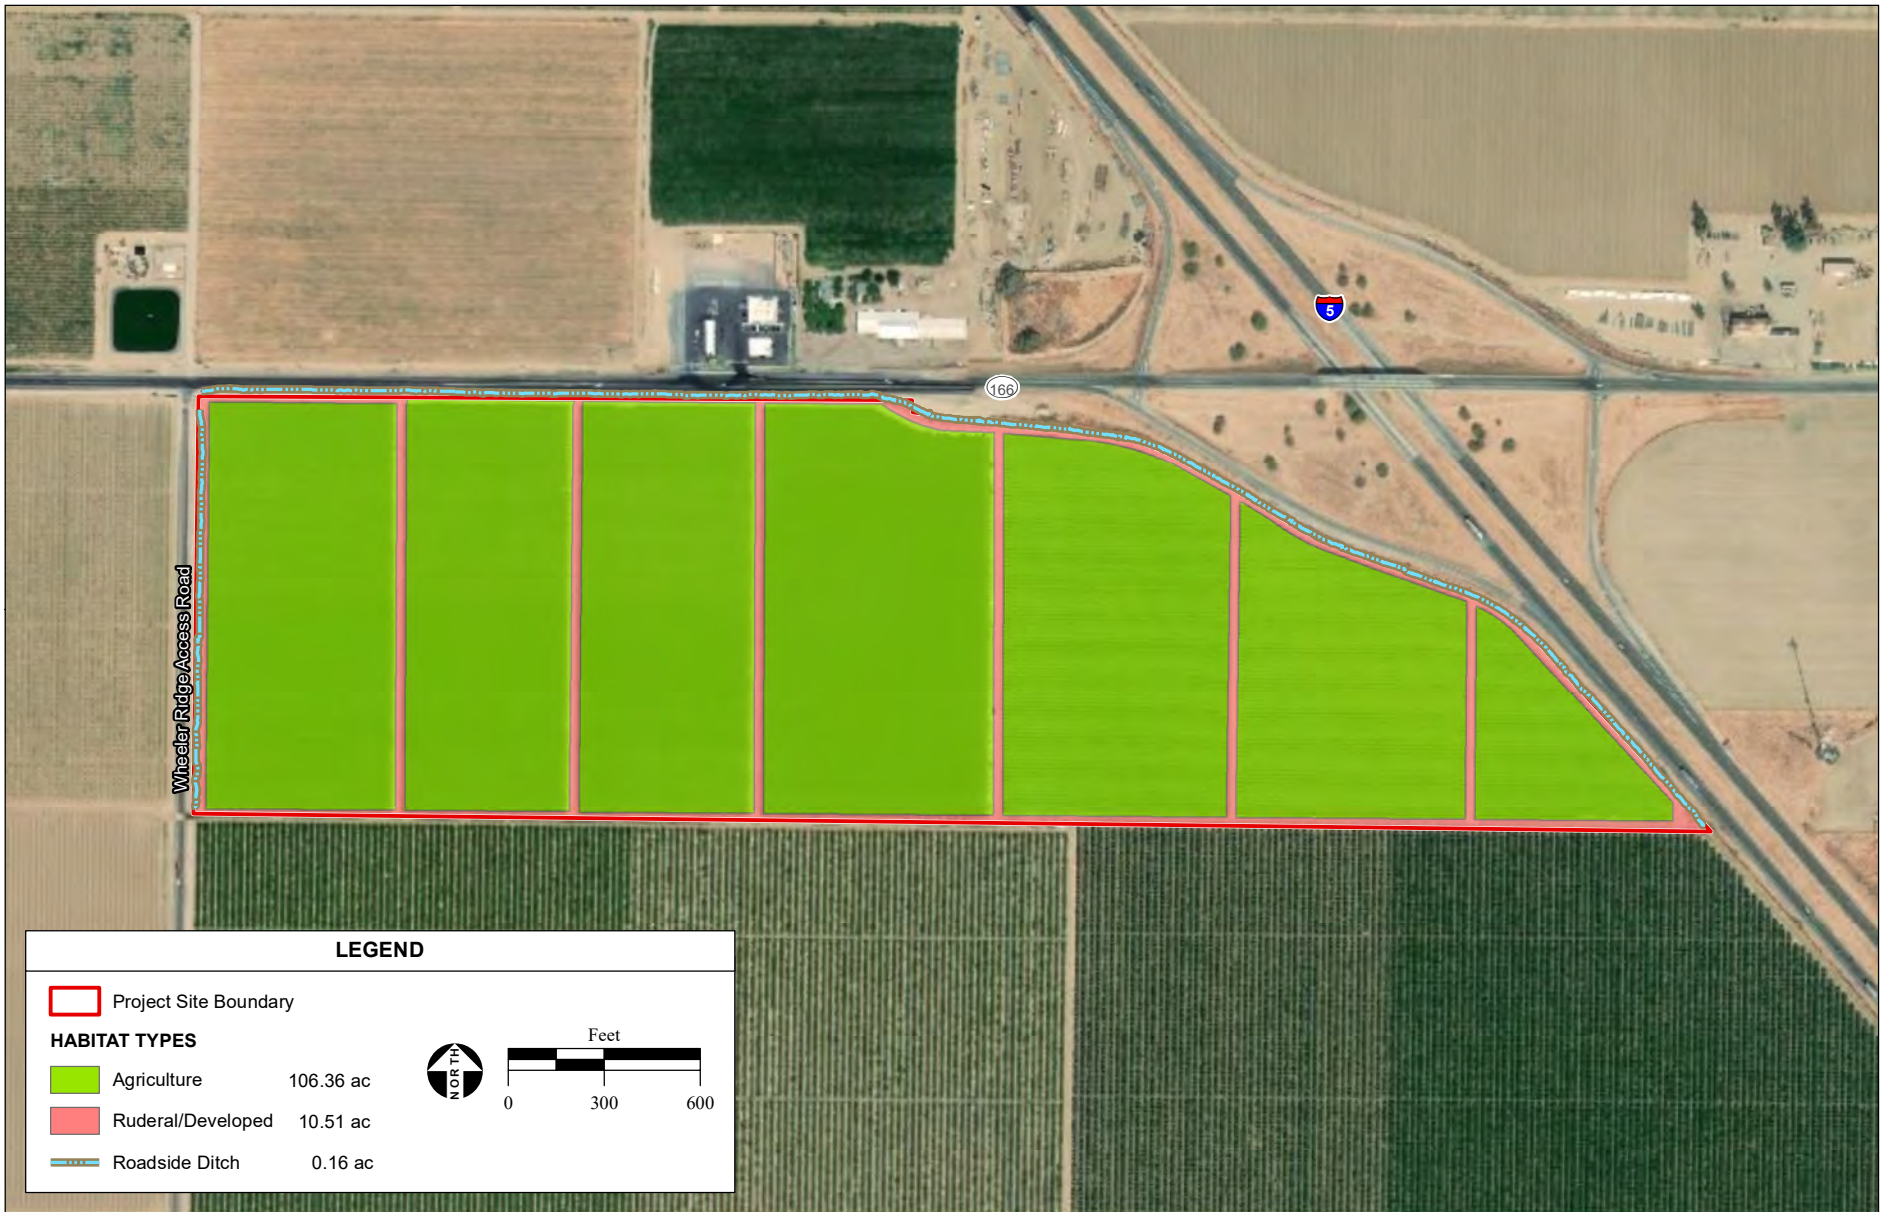 5
166
Wheeler Ridge Access Road
LEGEND
Project Site Boundary
HABITAT TYPES
Agriculture 106.36 ac
Ruderal/Developed 10.51 ac
Roadside Ditch 0.16 ac
NORTH
Feet
0 300 600